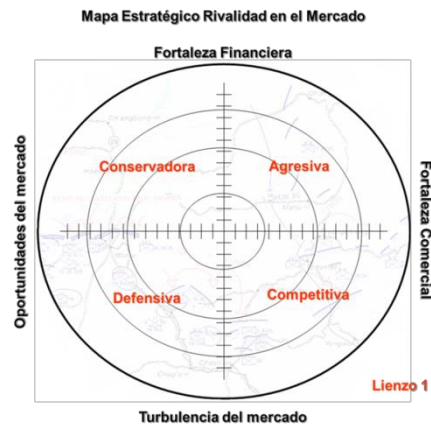 Mapa Estratégico Rivalidad en el Mercado
Fortaleza Financiera
Conservadora
Agresiva
Oportunidades del mercado
Fortaleza Comercial
Defensiva
Competitiva
Lienzo 1
Turbulencia del mercado